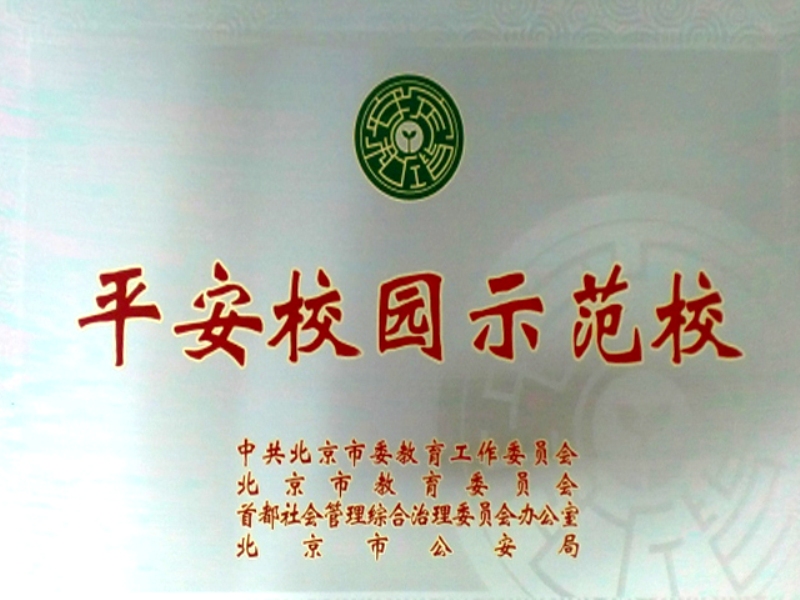 平安校园示范校
中共北京市委教育工作委员会
北京市教育委员会
首都社会管理综合治理委员会办公室
北京市公安局